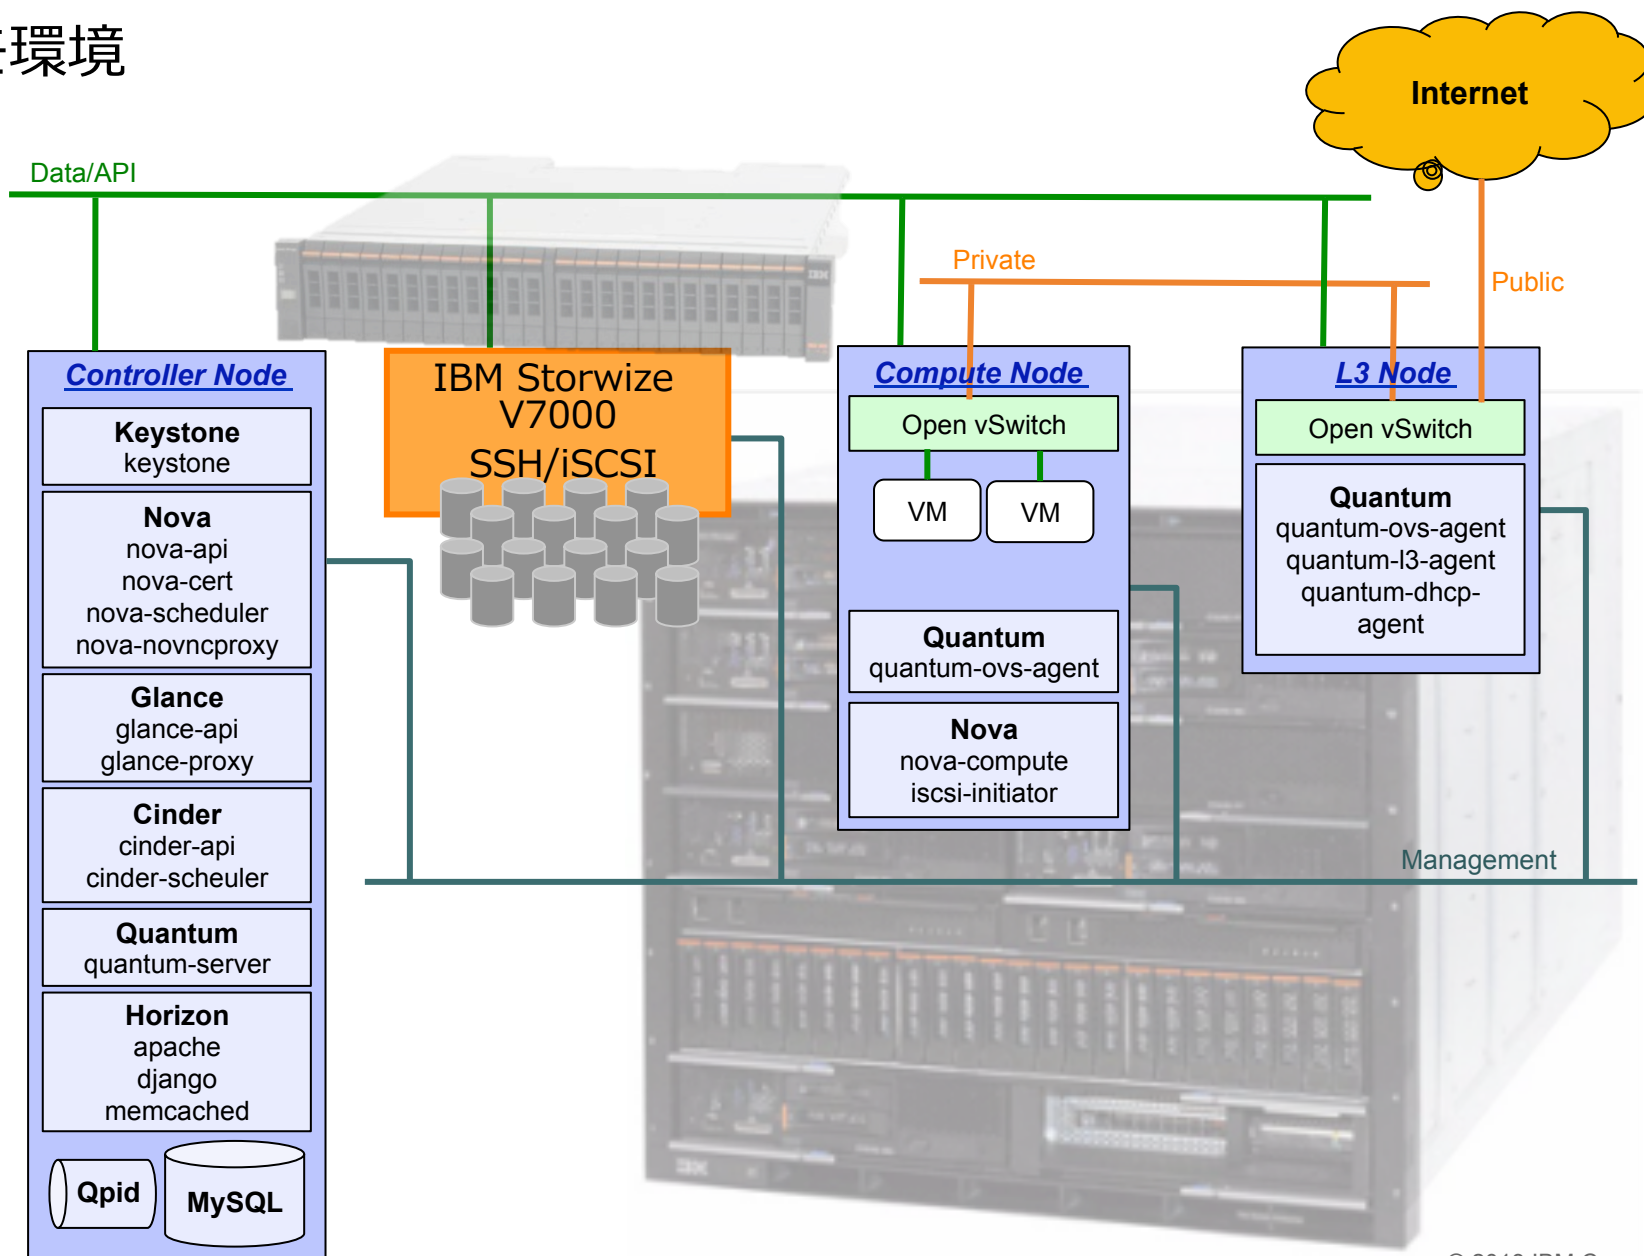 環境
Internet
Data/API
Private
Public
Controller Node
Keystone
keystone
Nova
nova-api
nova-cert
nova-scheduler
nova-novncproxy
Glance
glance-api
glance-proxy
Cinder
cinder-api
cinder-scheuler
Quantum
quantum-server
Horizon
apache
django
memcached
Qpid
MySQL
IBM Storwize
V7000
SSH/iSCSI
Compute Node
Open vSwitch
VM
VM
Quantum
quantum-ovs-agent
Nova
nova-compute
iscsi-initiator
L3 Node
Open vSwitch
Quantum
quantum-ovs-agent
quantum-l3-agent
quantum-dhcp-
agent
Management